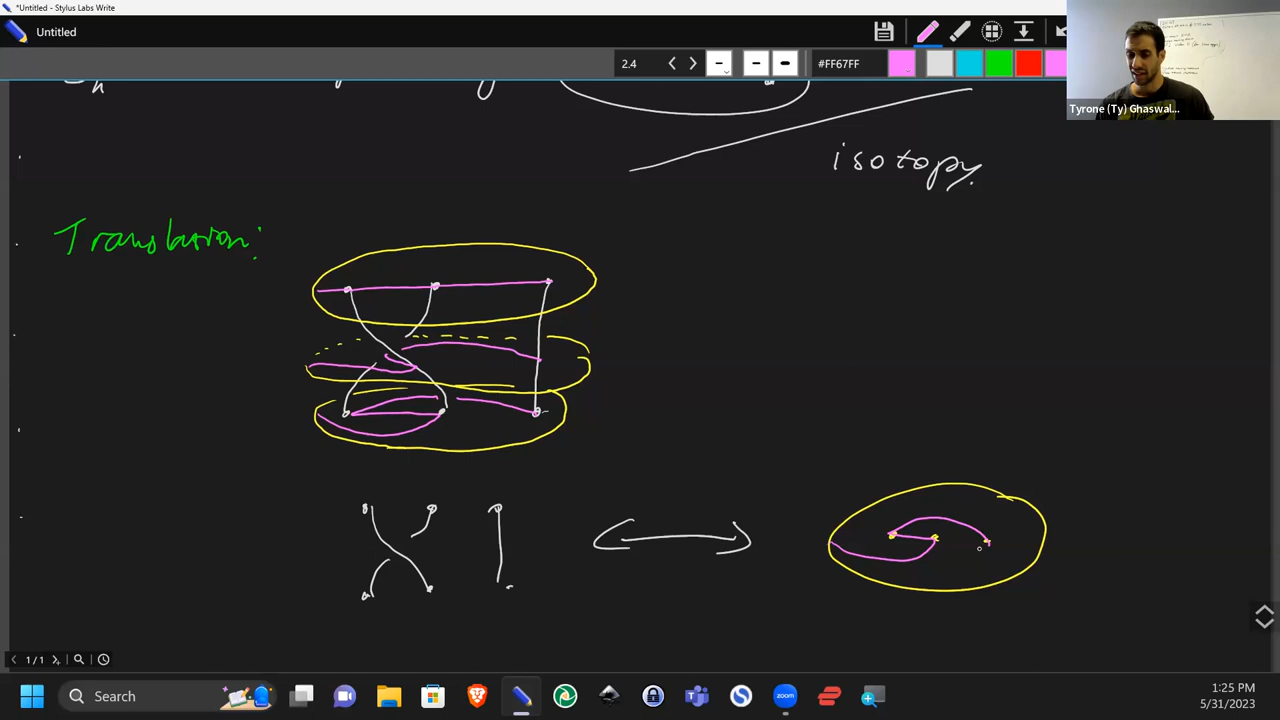 *Untitled - Stylus Labs Write
Untitled
2.4
#FF67FF
Tyrone (Ty) Ghaswal...
isotopy
Translation:
1/1
Search
1:25 PM
5/31/2023